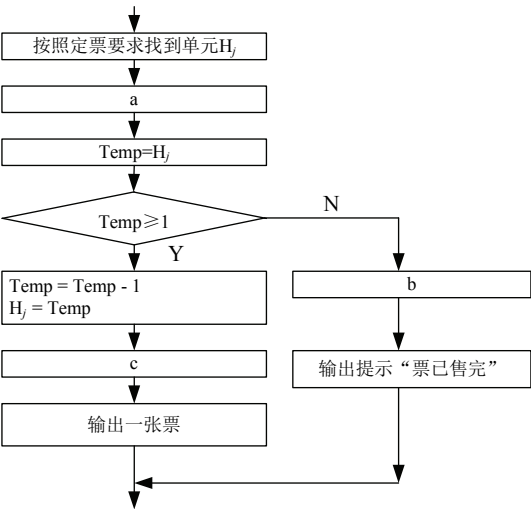 按照定票要求找到单元Hj
a
Temp=Hj
Temp≥1
N
Y
Temp = Temp - 1
Hj = Temp
b
c
输出提示“票已售完”
输出一张票